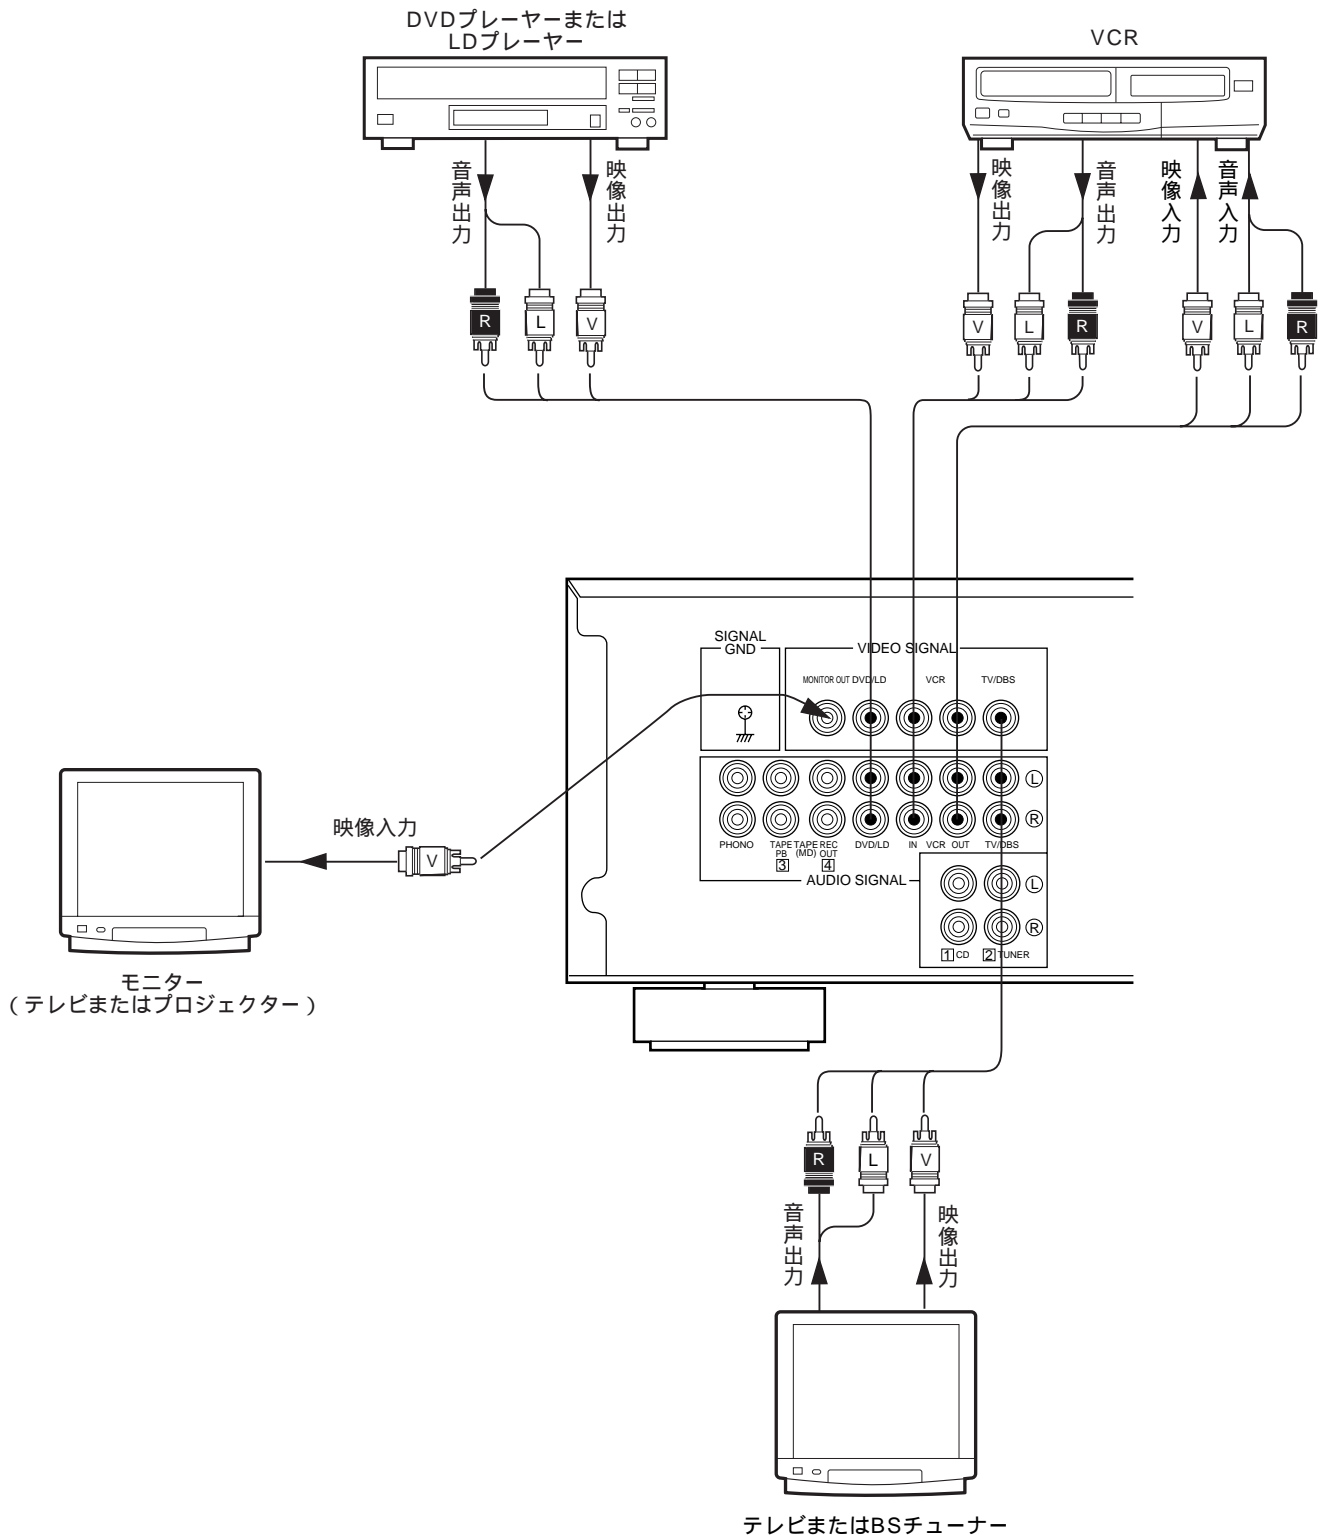 DVDプレーヤーまたは
LDプレーヤー
VCR
音声出力
映像出力
映像出力
音声出力
映像入力
音声入力
R
L
V
V
L
R
V
L
R
SIGNAL
GND
VIDEO SIGNAL
MONITOR OUT DVD/LD VCR TV/DBS
L
R
PHONO TAPE PB 3 TAPE (MD) REC OUT 4 DVD/LD IN VCR OUT TV/DBS
AUDIO SIGNAL
L
R
1 CD 2 TUNER
映像入力
V
モニター
(テレビまたはプロジェクター)
R
L
V
音声出力
映像出力
テレビまたはBSチューナー